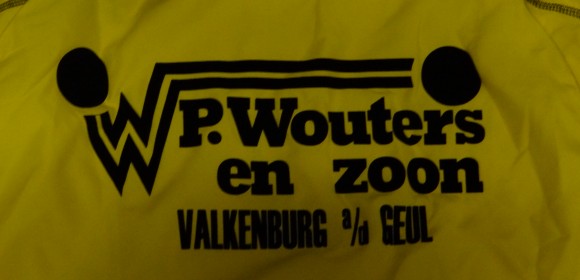 W P. Wouters
en zoon
VALKENBURG a/d GEUL